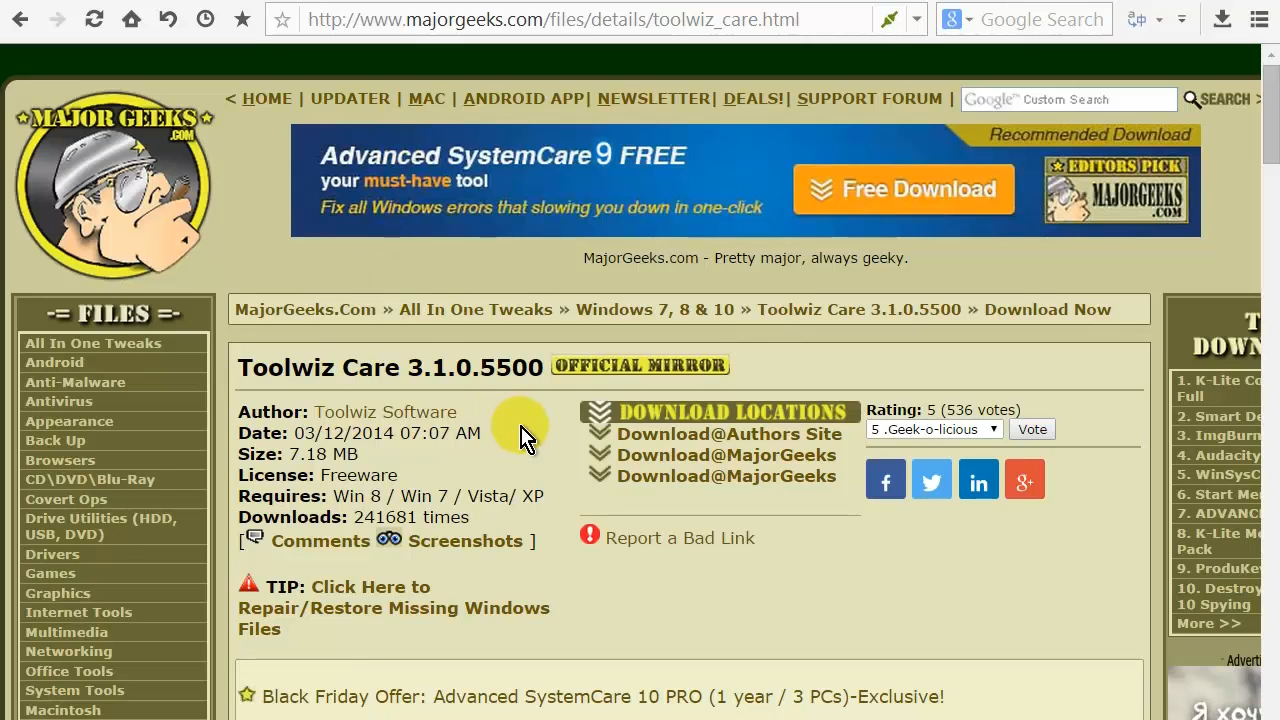 http://www.majorgeeks.com/files/details/toolwiz_care.html
Google Search
MAJOR GEEKS
.COM
< HOME | UPDATER | MAC | ANDROID APP| NEWSLETTER| DEALS!| SUPPORT FORUM |
Google Custom Search
SEARCH >
Recommended Download
Advanced SystemCare 9 FREE
your must-have tool
Fix all Windows errors that slowing you down in one-click
Free Download
EDITORS PICK
MAJORGEEKS
.COM
MajorGeeks.com - Pretty major, always geeky.
-= FILES =-
All In One Tweaks
Android
Anti-Malware
Antivirus
Appearance
Back Up
Browsers
CD\DVD\Blu-Ray
Covert Ops
Drive Utilities (HDD,
USB, DVD)
Drivers
Games
Graphics
Internet Tools
Multimedia
Networking
Office Tools
System Tools
Macintosh
MajorGeeks.Com » All In One Tweaks » Windows 7, 8 & 10 » Toolwiz Care 3.1.0.5500 » Download Now
Toolwiz Care 3.1.0.5500 OFFICIAL MIRROR
Author: Toolwiz Software
Date: 03/12/2014 07:07 AM
Size: 7.18 MB
License: Freeware
Requires: Win 8 / Win 7 / Vista/ XP
Downloads: 241681 times
[ Comments Screenshots ]
TIP: Click Here to
Repair/Restore Missing Windows
Files
DOWNLOAD LOCATIONS
Download@Authors Site
Download@MajorGeeks
Download@MajorGeeks
Report a Bad Link
Rating: 5 (536 votes)
5 .Geek-o-licious
Vote
f
in
g+
Black Friday Offer: Advanced SystemCare 10 PRO (1 year / 3 PCs)-Exclusive!
T
DOWN
1. K-Lite Co
Full
2. Smart De
3. ImgBurn
4. Audacity
5. WinSysC
6. Start Me
7. ADVANC
8. K-Lite Me
Pack
9. ProduKe
10. Destroy
10 Spying
More >>
- Adverti
Я хоч